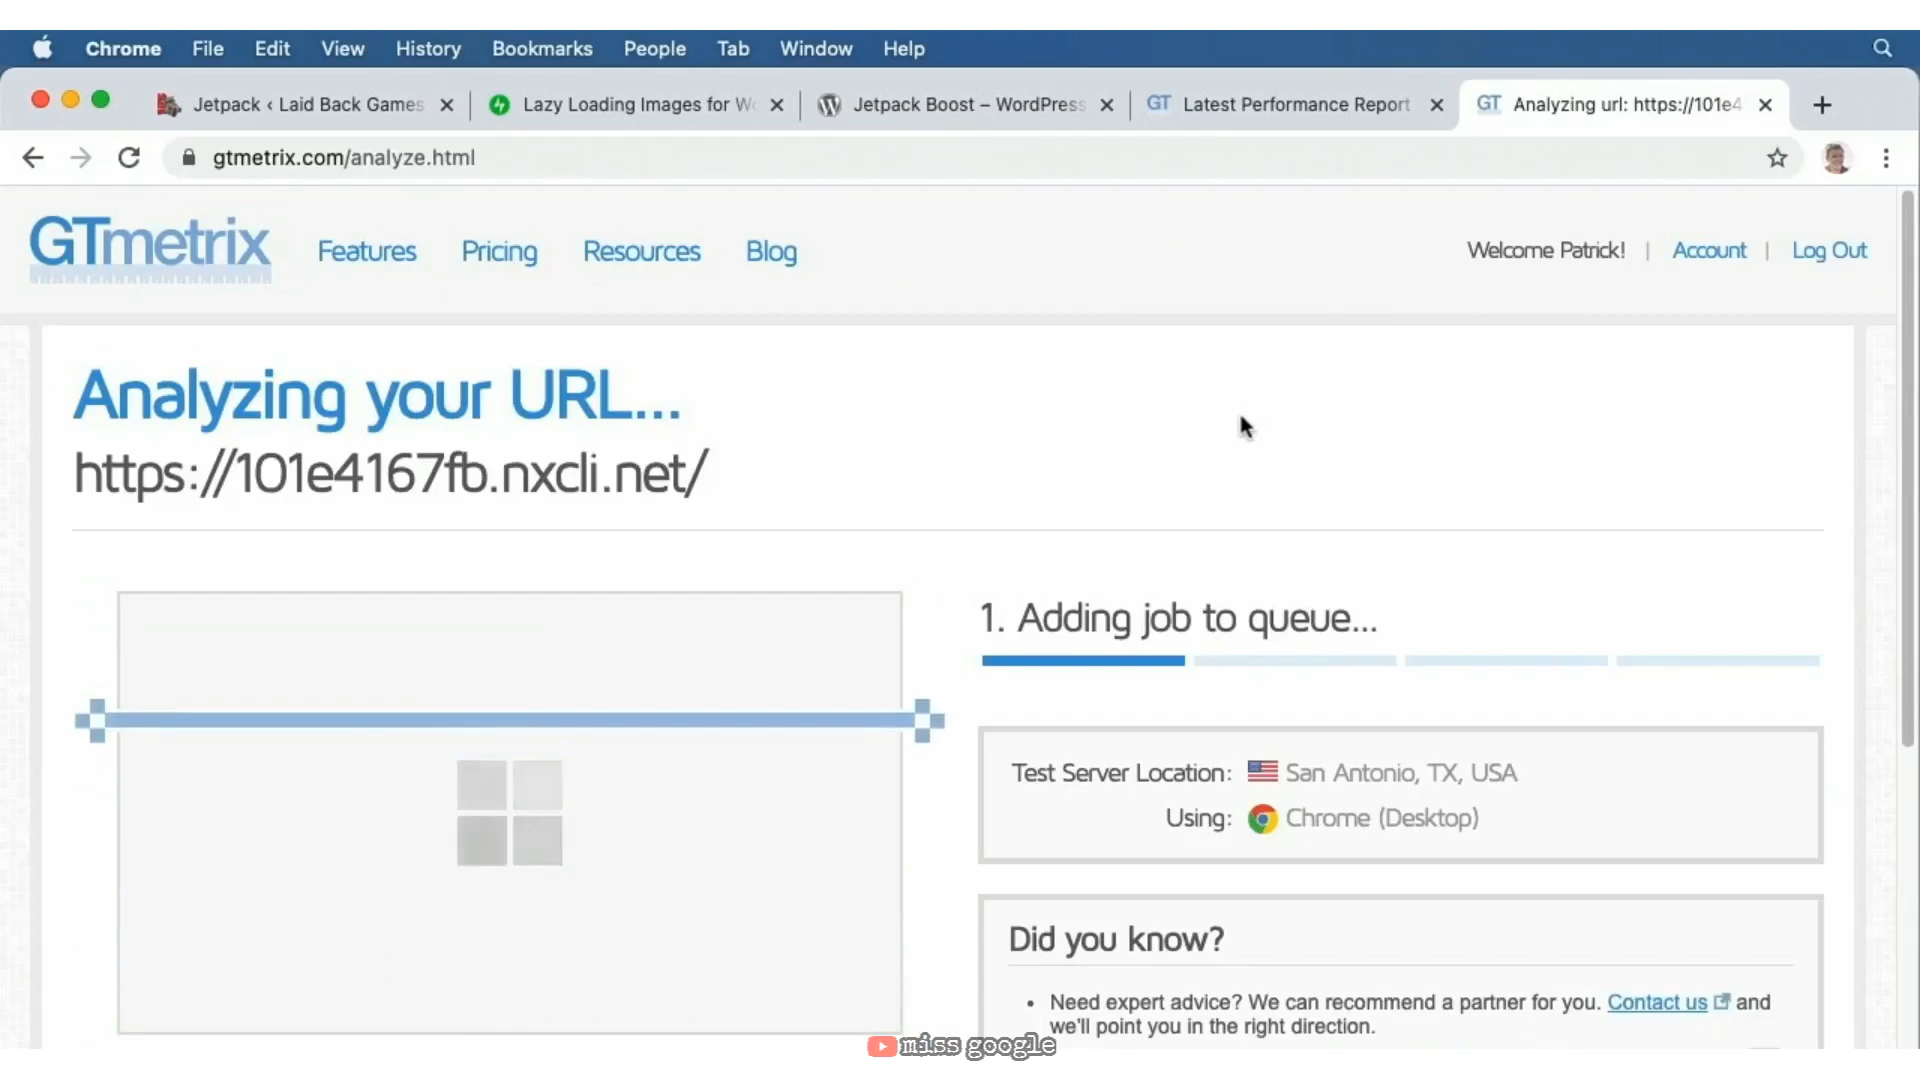 Chrome File Edit View History Bookmarks People Tab Window Help
Jetpack ‹ Laid Back Games
Lazy Loading Images for Wo
Jetpack Boost – WordPress
GT Latest Performance Report
GT Analyzing url: https://101e4
gtmetrix.com/analyze.html
GTmetrix Features Pricing Resources Blog
Welcome Patrick! | Account | Log Out
Analyzing your URL...
https://101e4167fb.nxcli.net/
1. Adding job to queue...
Test Server Location: San Antonio, TX, USA
Using: Chrome (Desktop)
Did you know?
• Need expert advice? We can recommend a partner for you. Contact us and
we'll point you in the right direction.
miss google